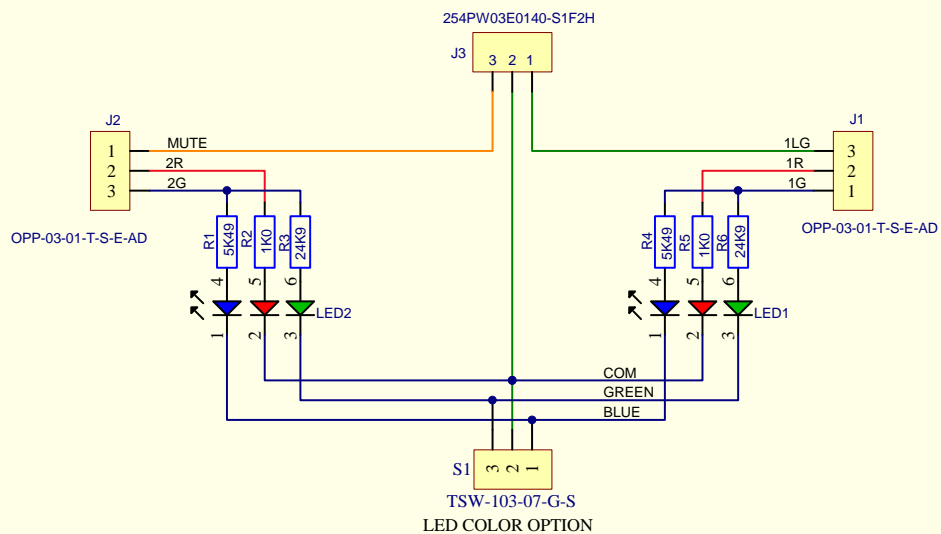 254PW03E0140-S1F2H
J3
3 2 1
J2
J1
1 MUTE
2 2R
3 2G
1LG 3
1R 2
1G 1
OPP-03-01-T-S-E-AD
OPP-03-01-T-S-E-AD
R1 5K49
R2 1K0
R3 24K9
R4 5K49
R5 1K0
R6 24K9
4 5 6
4 5 6
LED2
LED1
1 2 3
1 2 3
COM
GREEN
BLUE
S1
3 2 1
TSW-103-07-G-S
LED COLOR OPTION